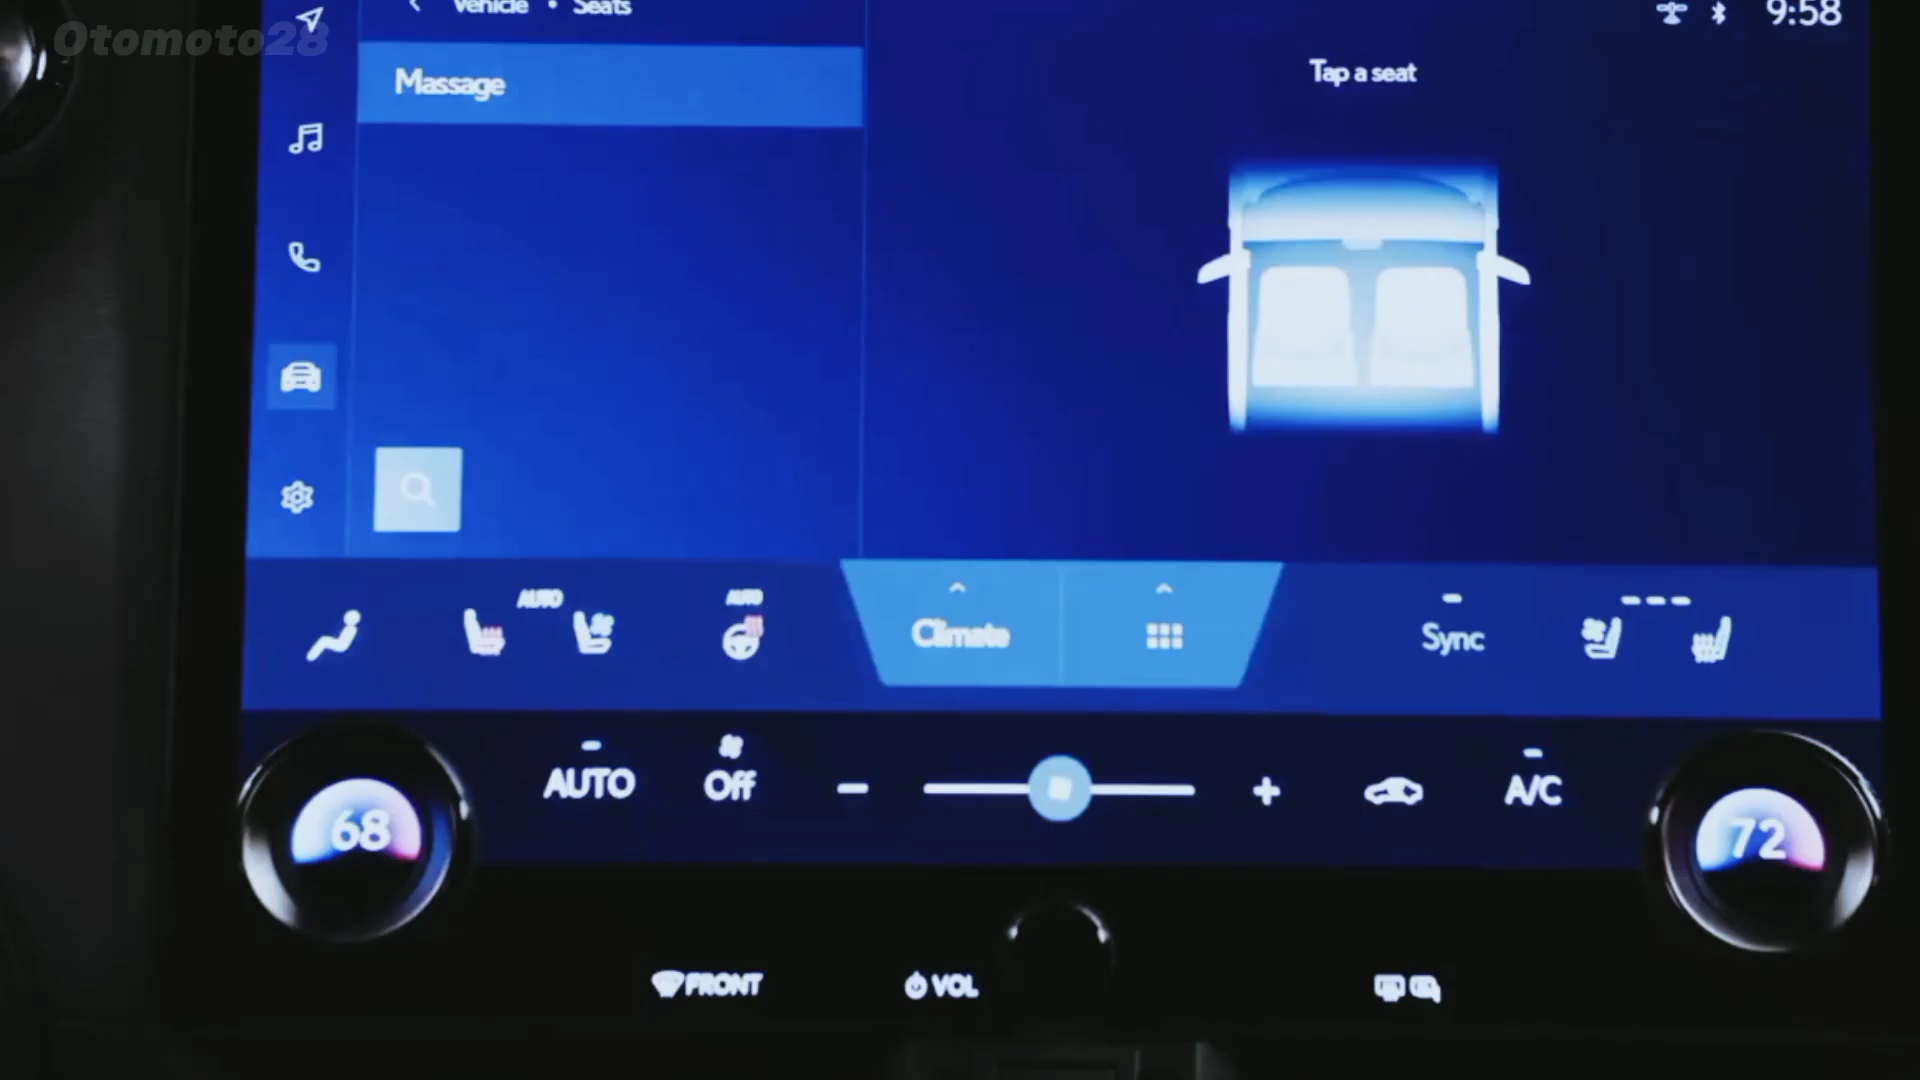 Otomoto28
Vehicle • Seats
9:58
Massage
Tap a seat
AUTO
AUTO
Climate
Sync
AUTO
Off
A/C
68
72
FRONT
VOL